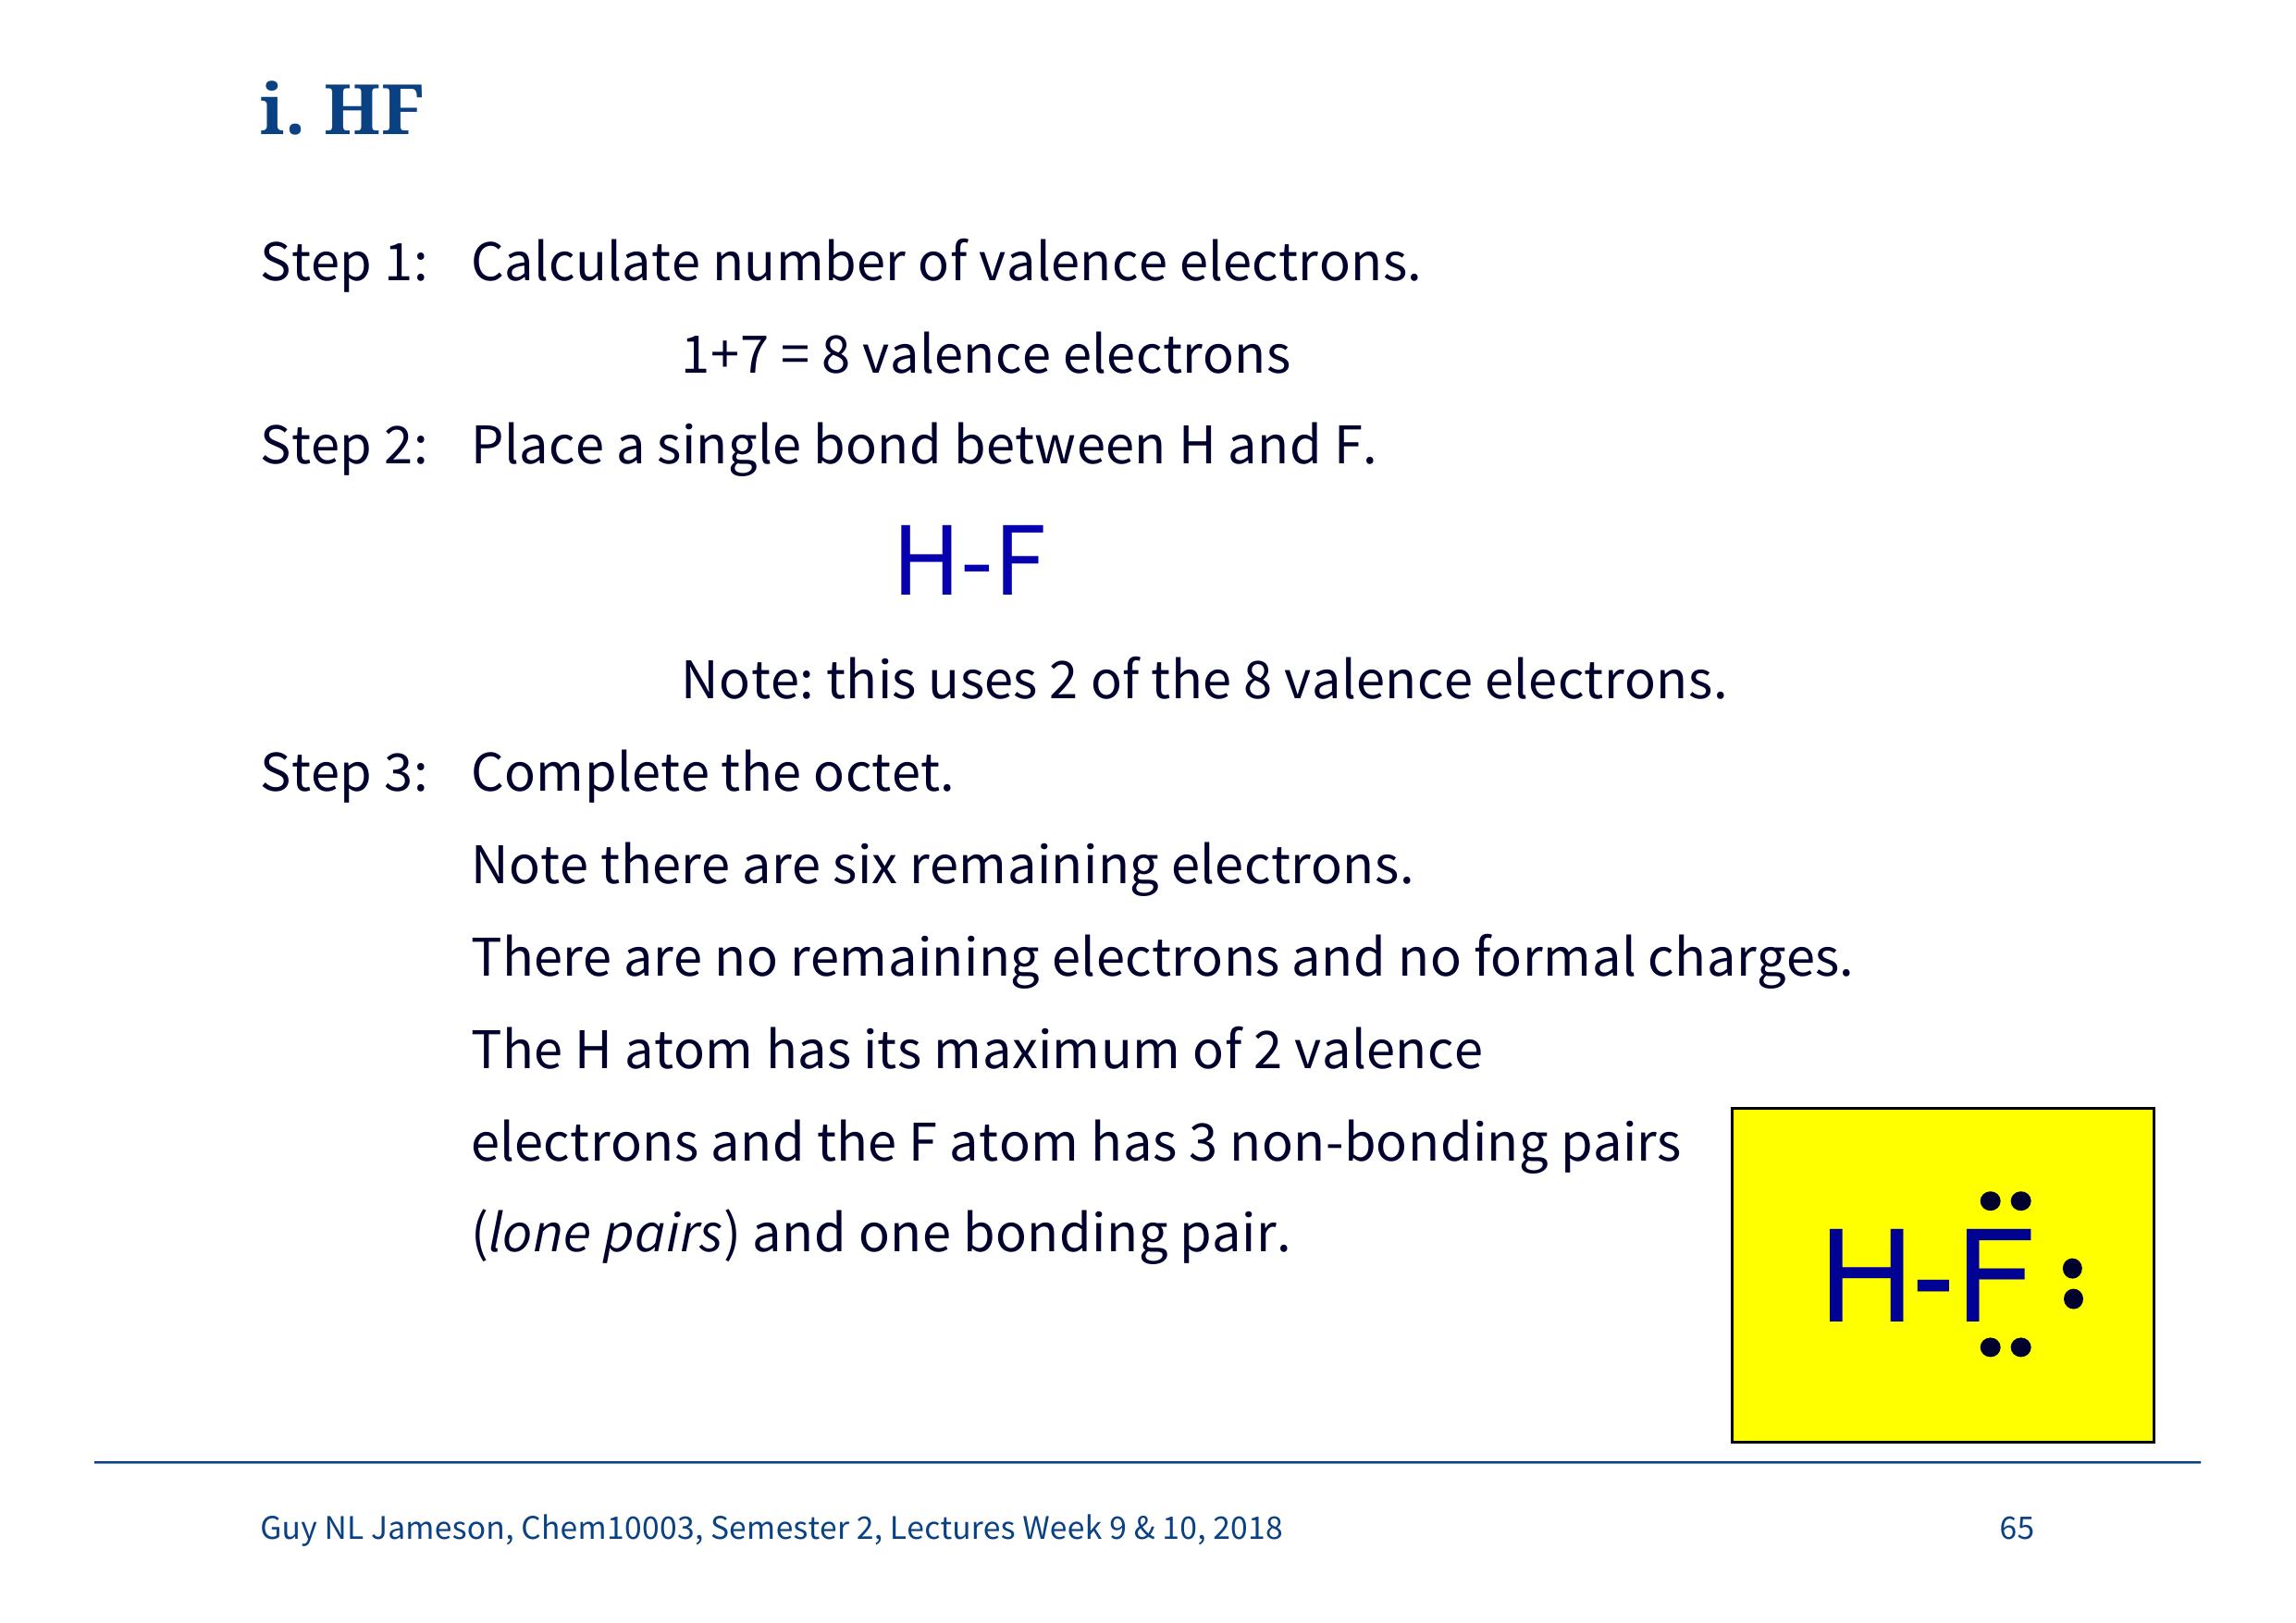 i. HF
Step 1: Calculate number of valence electrons.
1+7 = 8 valence electrons
Step 2: Place a single bond between H and F.
H-F
Note: this uses 2 of the 8 valence electrons.
Step 3: Complete the octet.
Note there are six remaining electrons.
There are no remaining electrons and no formal charges.
The H atom has its maximum of 2 valence
electrons and the F atom has 3 non-bonding pairs
(lone pairs) and one bonding pair.
H-F
Guy NL Jameson, Chem10003, Semester 2, Lectures Week 9 & 10, 2018 65